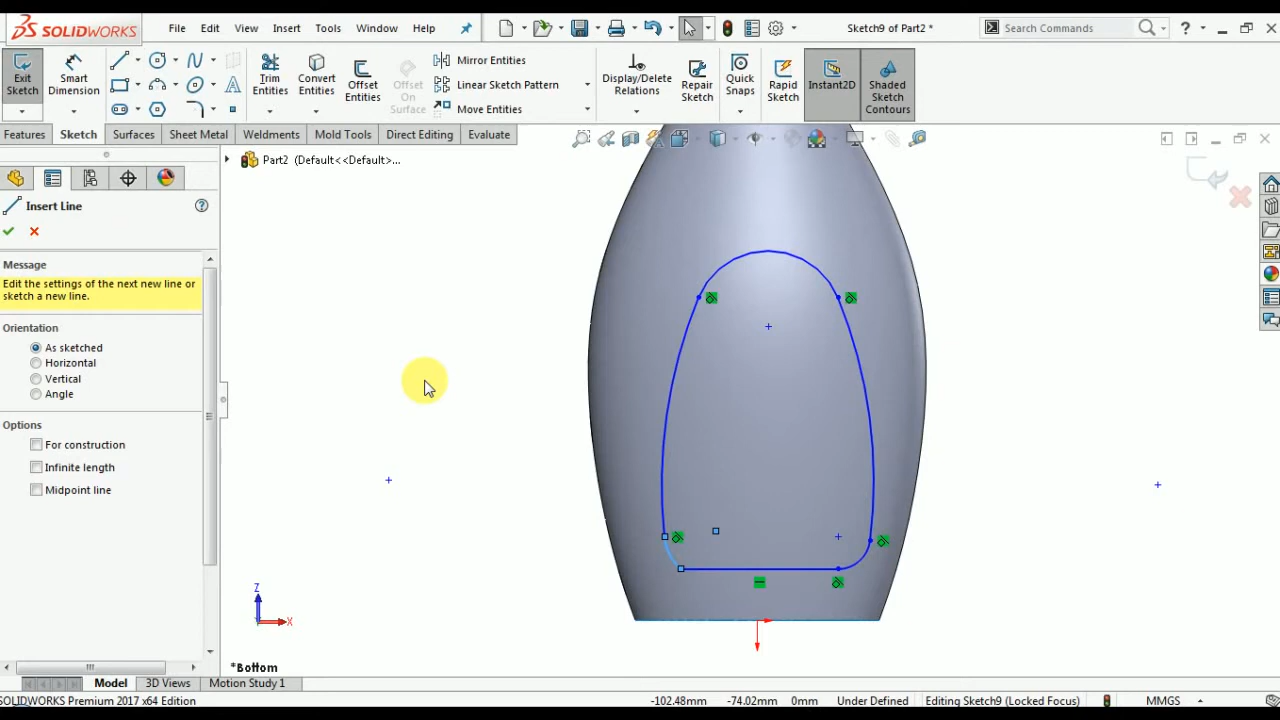 SOLIDWORKS File Edit View Insert Tools Window Help Sketch9 of Part2 * Search Commands ?
Exit Sketch Smart Dimension Trim Entities Convert Entities Offset Entities Offset On Surface Mirror Entities Linear Sketch Pattern Move Entities Display/Delete Relations Repair Sketch Quick Snaps Rapid Sketch Instant2D Shaded Sketch Contours
Features Sketch Surfaces Sheet Metal Weldments Mold Tools Direct Editing Evaluate
Part2 (Default<<Default>...
Insert Line ?
Message
Edit the settings of the next new line or
sketch a new line.
Orientation
As sketched
Horizontal
Vertical
Angle
Options
For construction
Infinite length
Midpoint line
Z
X
*Bottom
Model 3D Views Motion Study 1
SOLIDWORKS Premium 2017 x64 Edition -102.48mm -74.02mm 0mm Under Defined Editing Sketch9 (Locked Focus) MMGS